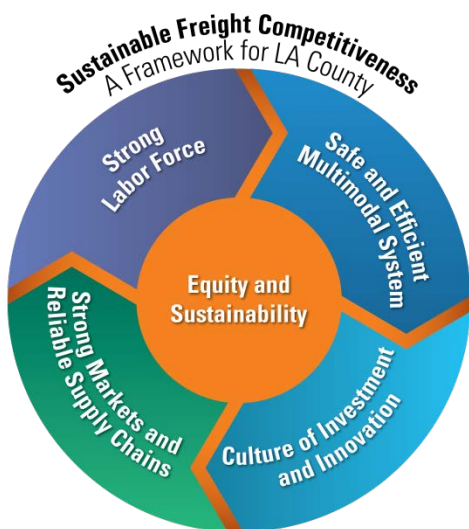 Sustainable Freight Competitiveness
A Framework for LA County
Strong
Labor Force
Safe and Efficient
Multimodal System
Equity and
Sustainability
Strong Markets and
Reliable Supply Chains
Culture of Investment
and Innovation